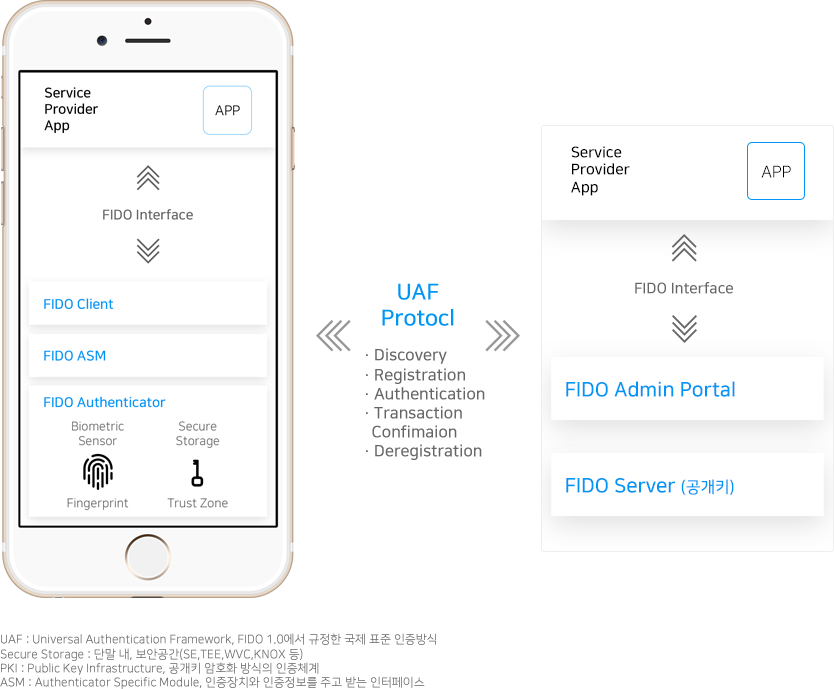 Service
Provider
App
APP
FIDO Interface
FIDO Client
FIDO ASM
FIDO Authenticator
Biometric
Sensor
Secure
Storage
Fingerprint
Trust Zone
UAF
Protocl
· Discovery
· Registration
· Authentication
· Transaction
Confimaion
· Deregistration
Service
Provider
App
APP
FIDO Interface
FIDO Admin Portal
FIDO Server (공개키)
UAF : Universal Authentication Framework, FIDO 1.0에서 규정한 국제 표준 인증방식
Secure Storage : 단말 내, 보안공간(SE,TEE,WVC,KNOX 등)
PKI : Public Key Infrastructure, 공개키 암호화 방식의 인증체계
ASM : Authenticator Specific Module, 인증장치와 인증정보를 주고 받는 인터페이스